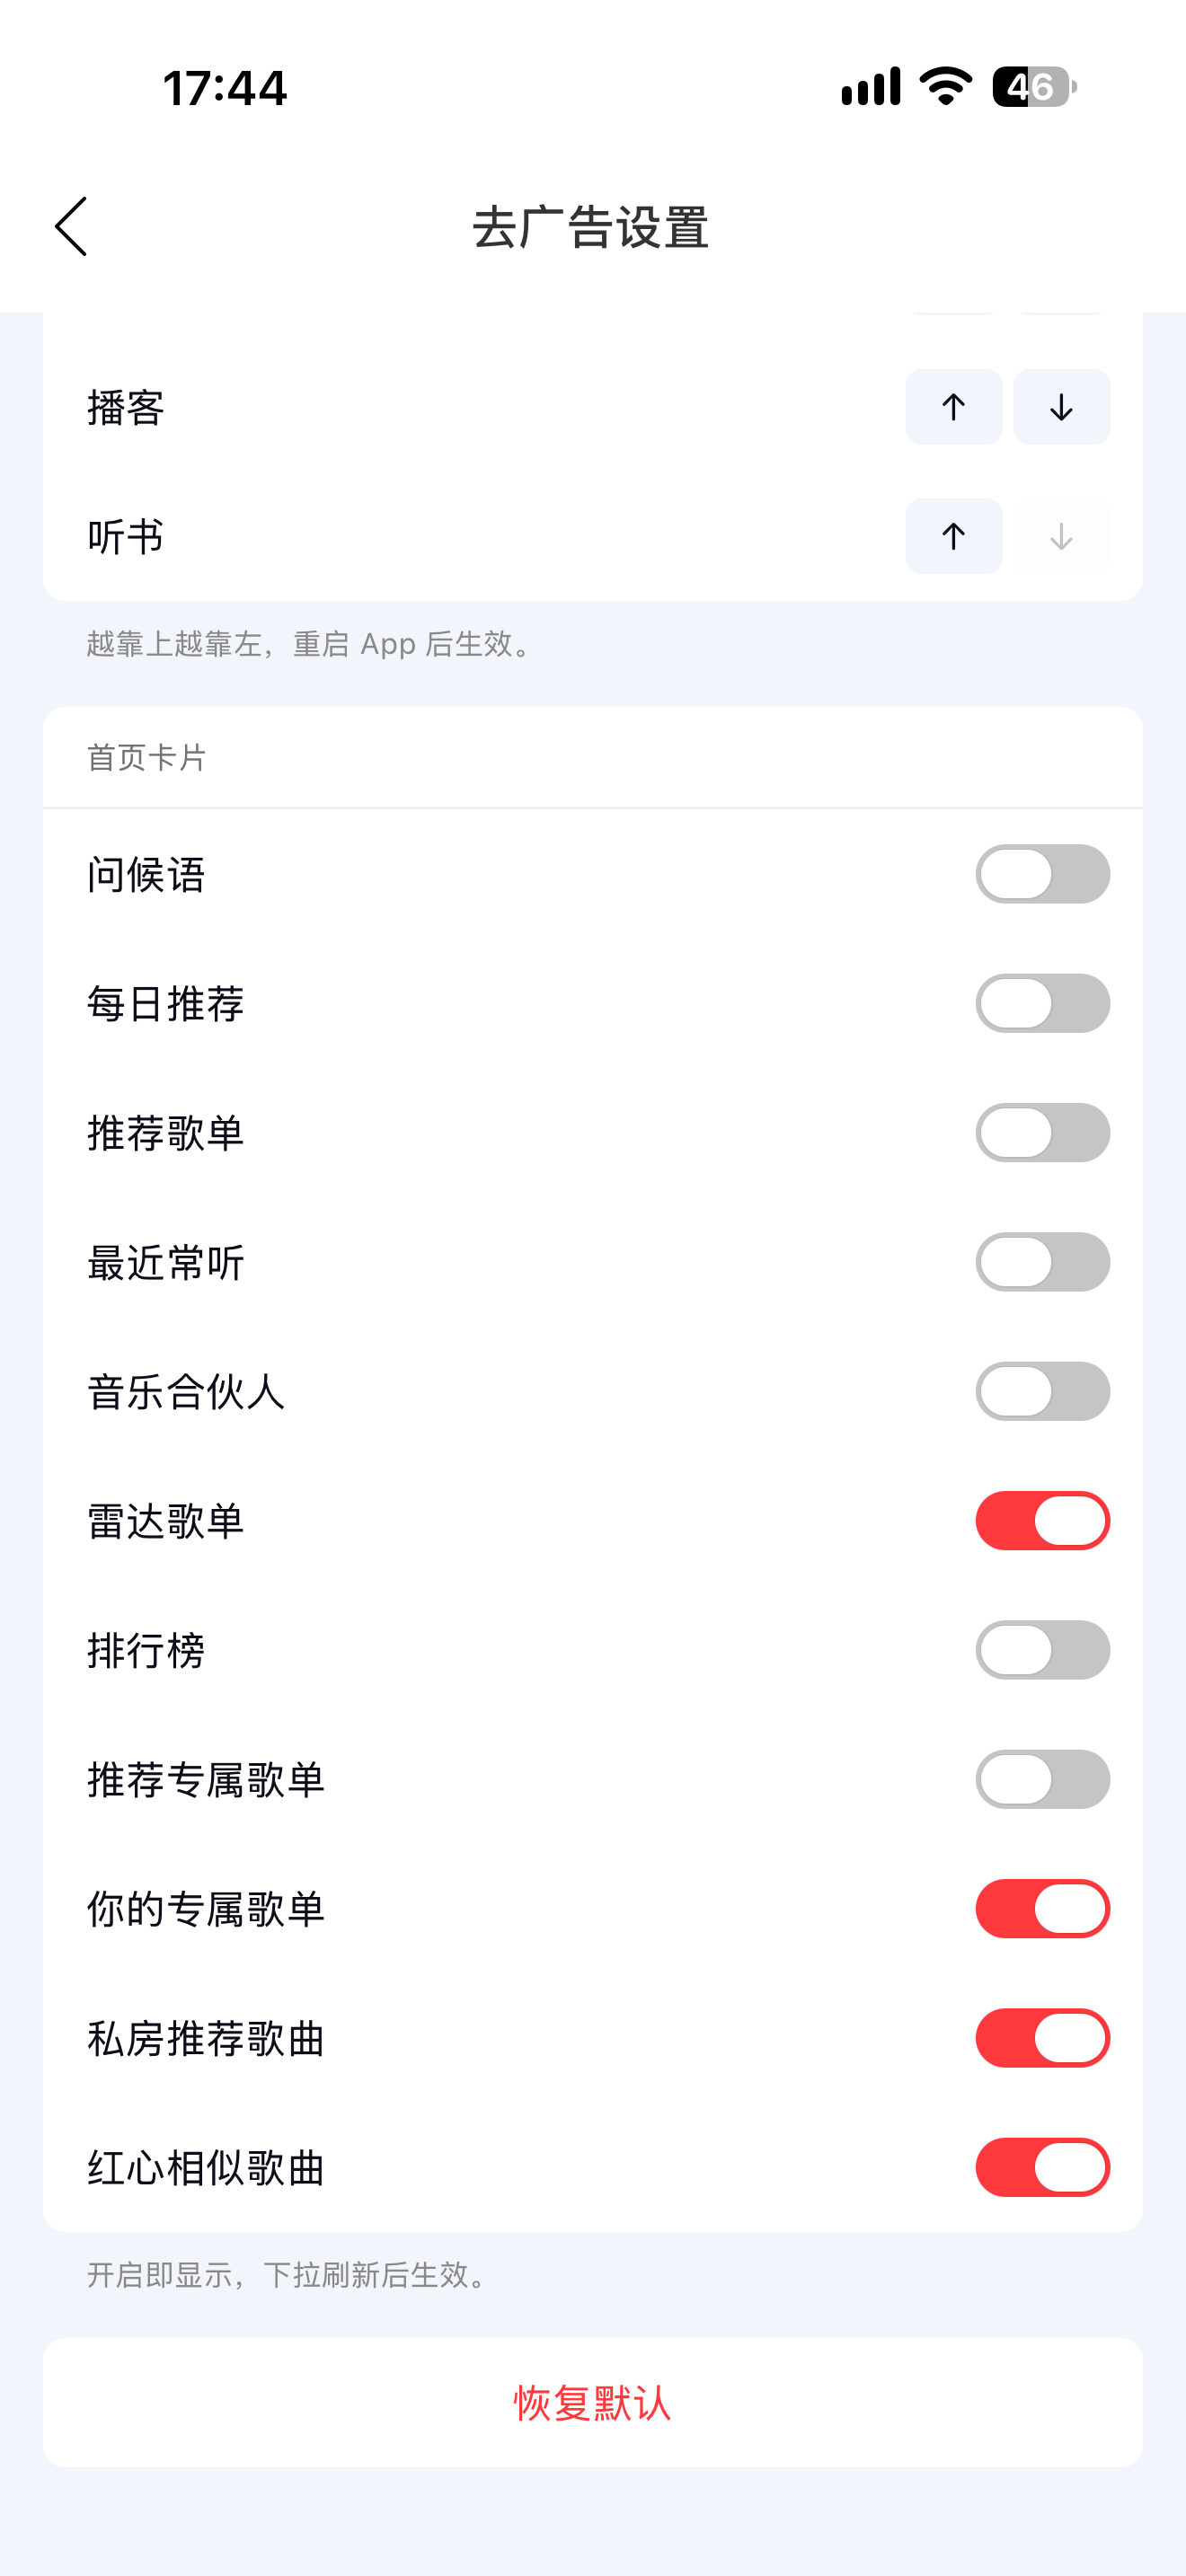 17:44
46
去广告设置
播客
听书
越靠上越靠左，重启 App 后生效。
首页卡片
问候语
每日推荐
推荐歌单
最近常听
音乐合伙人
雷达歌单
排行榜
推荐专属歌单
你的专属歌单
私房推荐歌曲
红心相似歌曲
开启即显示，下拉刷新后生效。
恢复默认